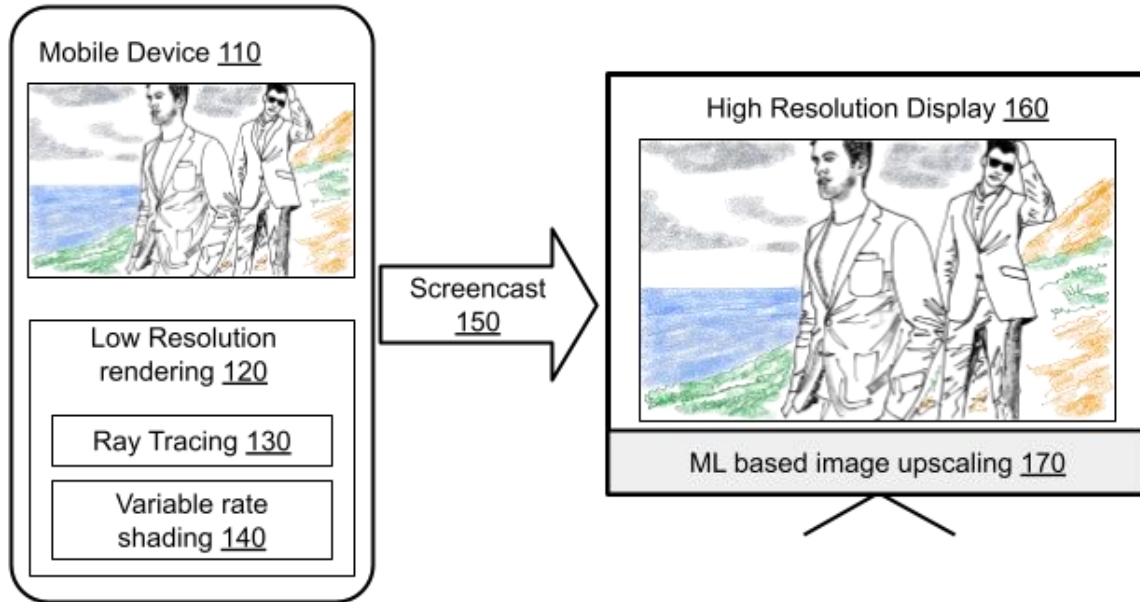 Mobile Device 110
Low Resolution
rendering 120
Ray Tracing 130
Variable rate
shading 140
Screencast
150
High Resolution Display 160
ML based image upscaling 170